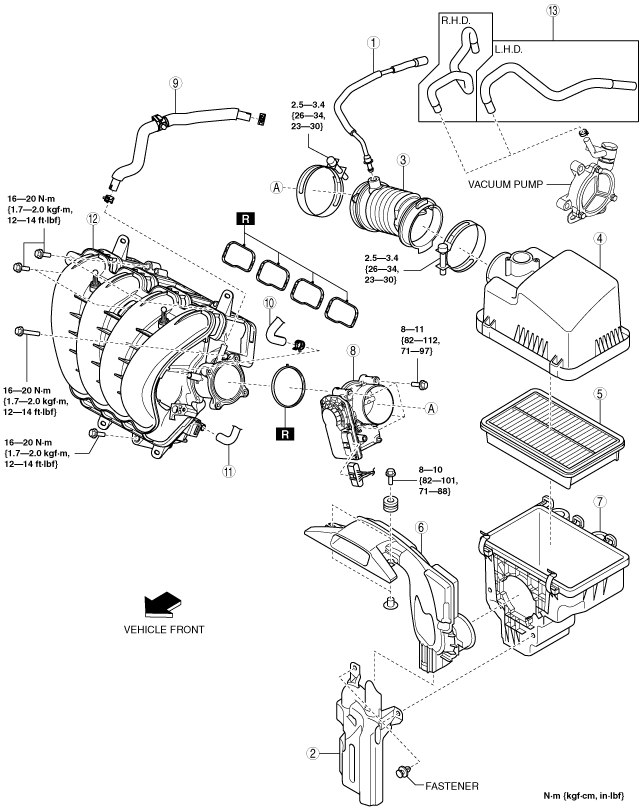 ⑬
R.H.D.
L.H.D.
①
⑨
2.5—3.4
{26—34,
23—30}
③
A
VACUUM PUMP
16—20 N·m
{1.7—2.0 kgf·m,
12—14 ft·lbf}
⑫
R
④
2.5—3.4
{26—34,
23—30}
⑩
8—11
{82—112,
71—97}
⑧
16—20 N·m
{1.7—2.0 kgf·m,
12—14 ft·lbf}
A
⑤
R
16—20 N·m
{1.7—2.0 kgf·m,
12—14 ft·lbf}
⑪
8—10
{82—101,
71—88}
⑦
⑥
VEHICLE FRONT
②
FASTENER
N·m {kgf·cm, in·lbf}